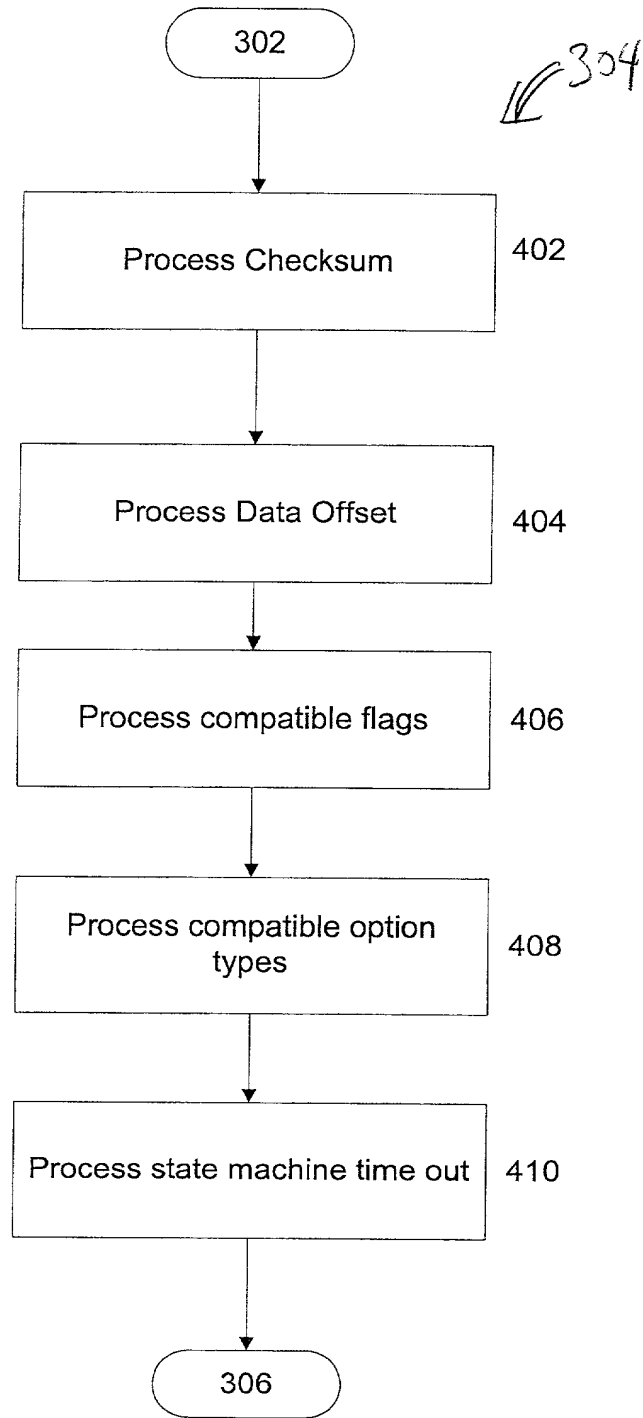 302
304
Process Checksum
402
Process Data Offset
404
Process compatible flags
406
Process compatible option
types
408
Process state machine time out
410
306